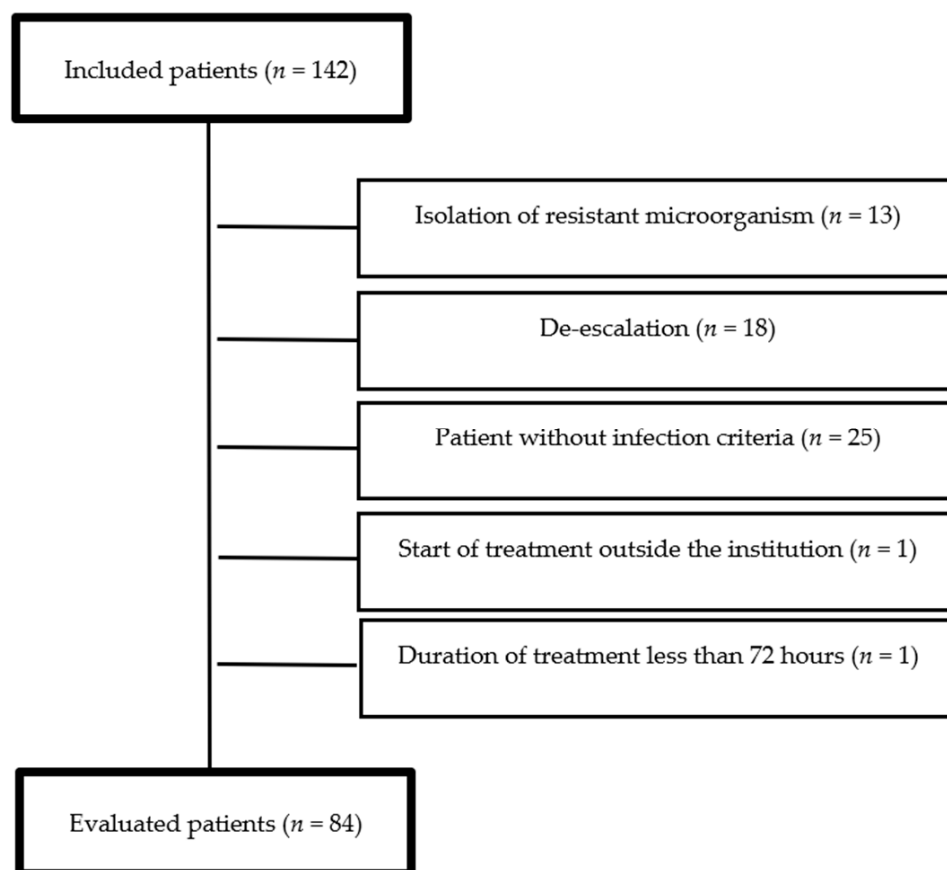 Included patients (n = 142)
Isolation of resistant microorganism (n = 13)
De-escalation (n = 18)
Patient without infection criteria (n = 25)
Start of treatment outside the institution (n = 1)
Duration of treatment less than 72 hours (n = 1)
Evaluated patients (n = 84)